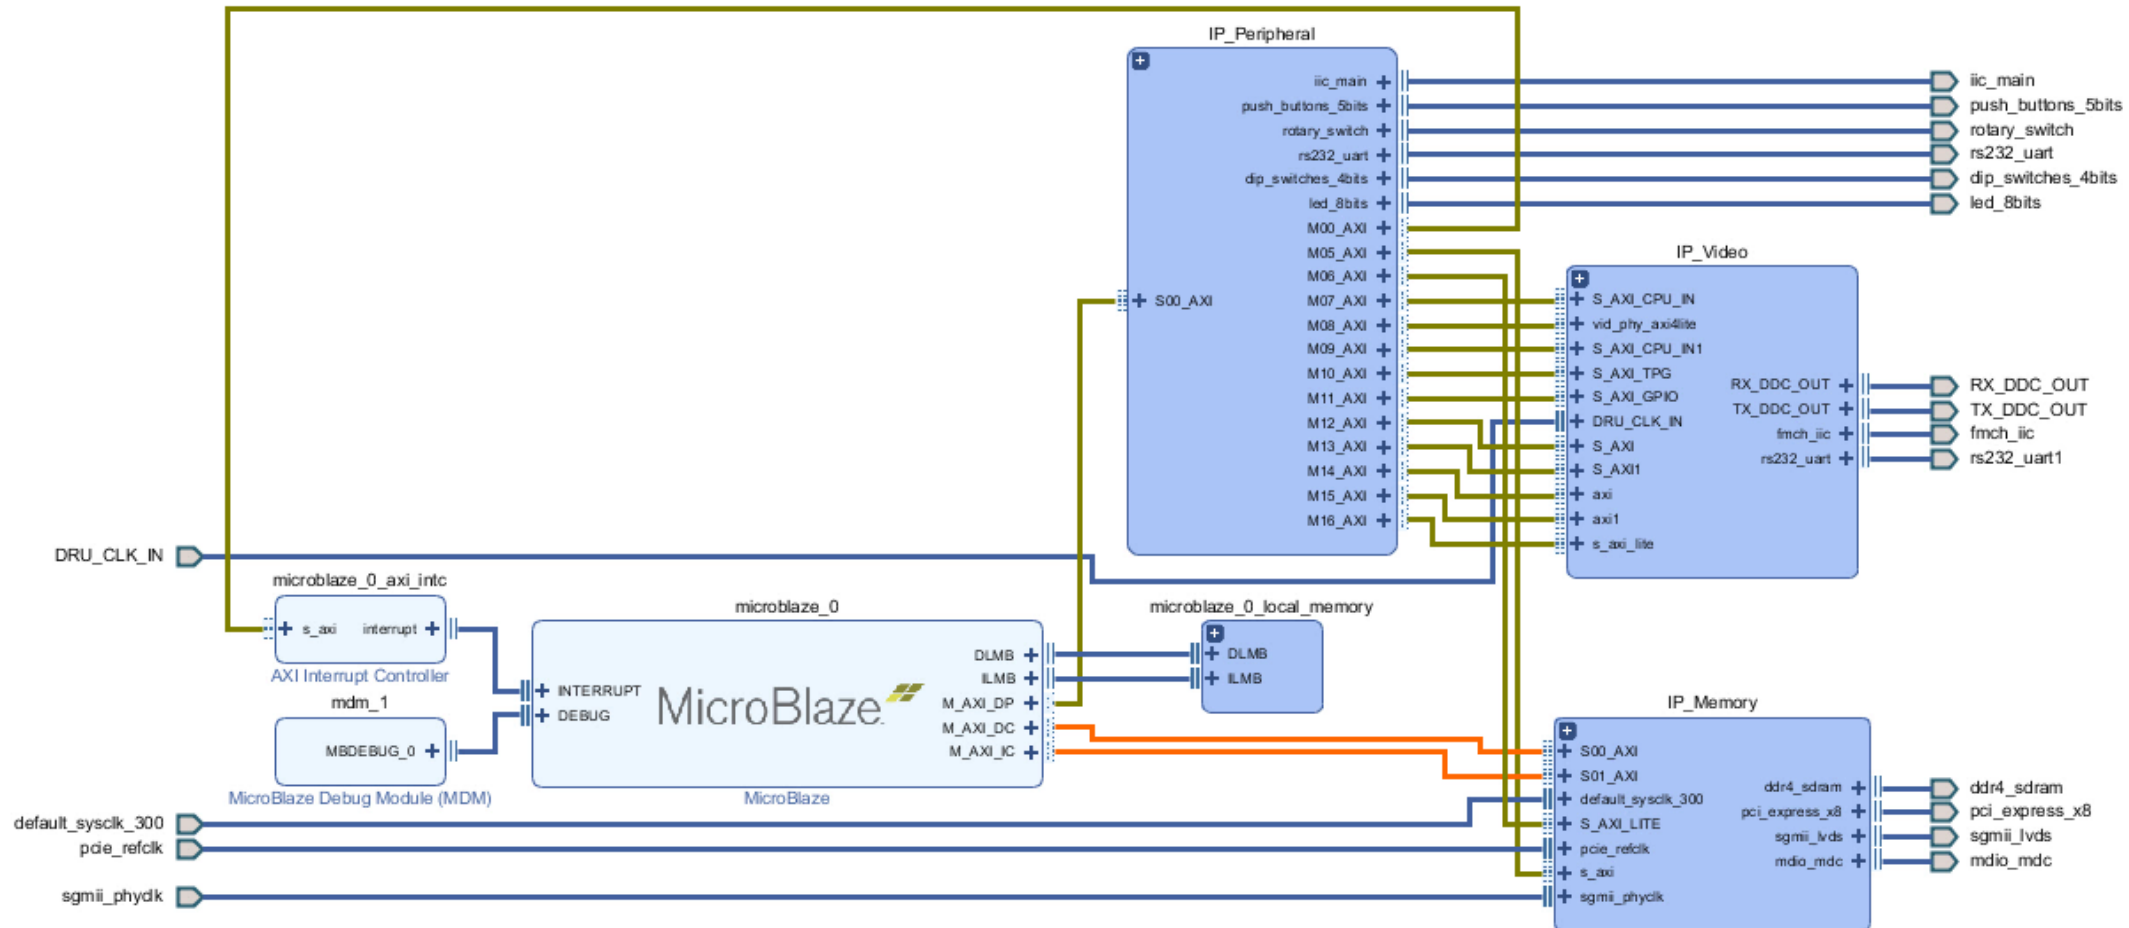 IP_Peripheral
iic_main
push_buttons_5bits
rotary_switch
rs232_uart
dip_switches_4bits
led_8bits
M00_AXI
M05_AXI
M06_AXI
S00_AXI
M07_AXI
M08_AXI
M09_AXI
M10_AXI
M11_AXI
M12_AXI
M13_AXI
M14_AXI
M15_AXI
M16_AXI
iic_main
push_buttons_5bits
rotary_switch
rs232_uart
dip_switches_4bits
led_8bits
IP_Video
S_AXI_CPU_IN
vid_phy_axi4lite
S_AXI_CPU_IN1
S_AXI_TPG
S_AXI_GPIO
DRU_CLK_IN
S_AXI
S_AXI1
axi
axi1
s_axi_lite
RX_DDC_OUT
TX_DDC_OUT
fmch_iic
rs232_uart
RX_DDC_OUT
TX_DDC_OUT
fmch_iic
rs232_uart1
DRU_CLK_IN
microblaze_0_axi_intc
s_axi
interrupt
AXI Interrupt Controller
mdm_1
MBDEBUG_0
MicroBlaze Debug Module (MDM)
microblaze_0
INTERRUPT
DEBUG
MicroBlaze
DLMB
ILMB
M_AXI_DP
M_AXI_DC
M_AXI_IC
MicroBlaze
microblaze_0_local_memory
DLMB
ILMB
default_sysclk_300
pcie_refclk
sgmii_phyclk
IP_Memory
S00_AXI
S01_AXI
default_sysclk_300
S_AXI_LITE
pcie_refclk
s_axi
sgmii_phyclk
ddr4_sdram
pci_express_x8
sgmii_lvds
mdio_mdc
ddr4_sdram
pci_express_x8
sgmii_lvds
mdio_mdc